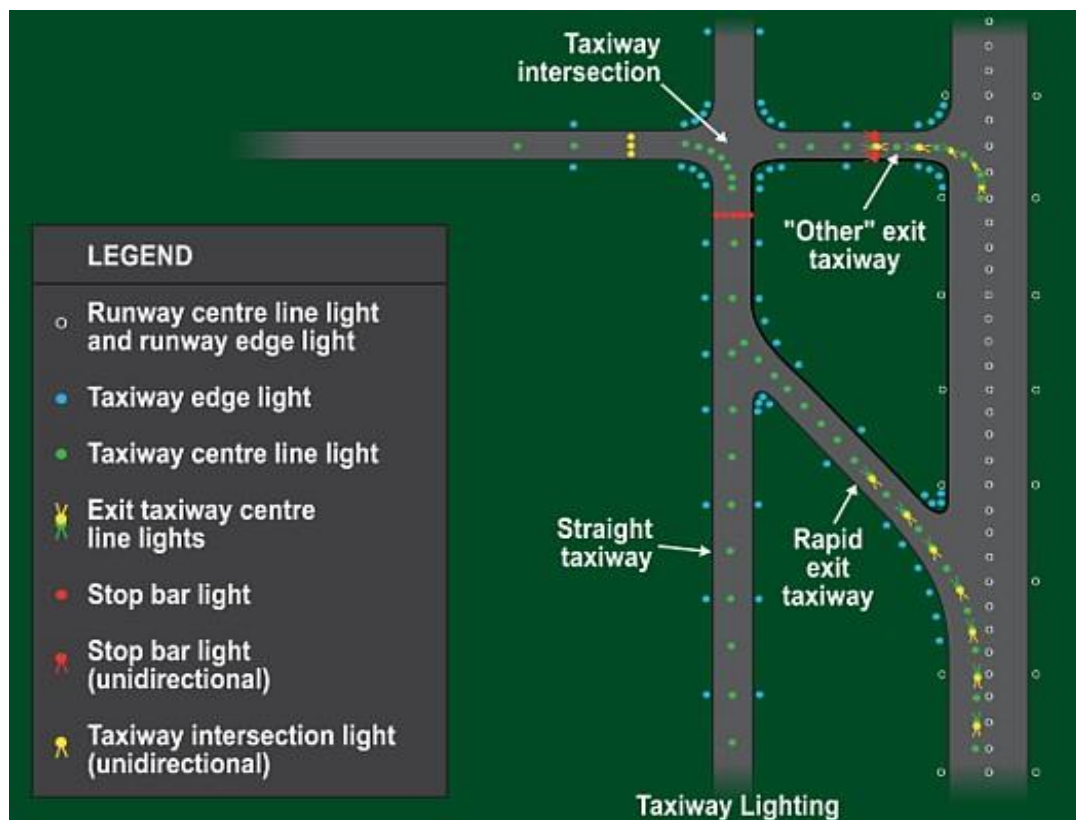 Taxiway
intersection
"Other" exit
taxiway
LEGEND
Runway centre line light
and runway edge light
Taxiway edge light
Taxiway centre line light
Exit taxiway centre
line lights
Stop bar light
Stop bar light
(unidirectional)
Taxiway intersection light
(unidirectional)
Straight
taxiway
Rapid
exit
taxiway
Taxiway Lighting